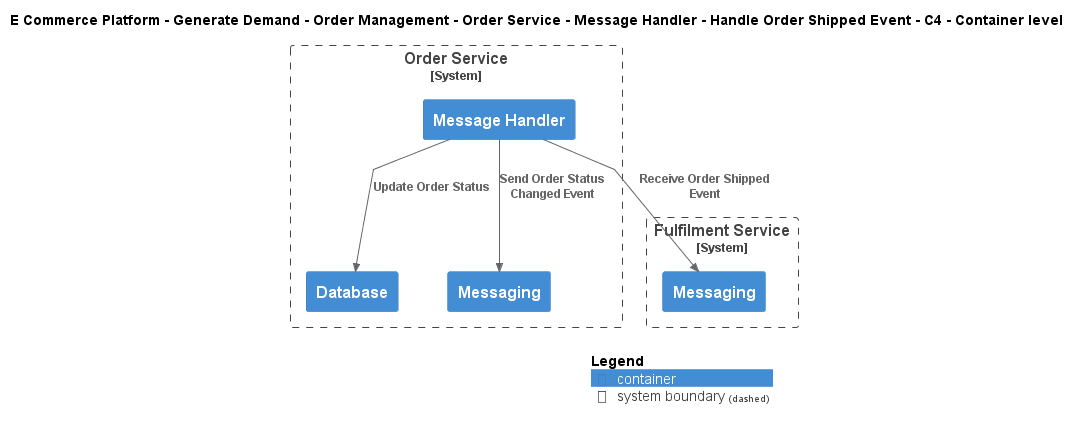 E Commerce Platform - Generate Demand - Order Management - Order Service - Message Handler - Handle Order Shipped Event - C4 - Container level
Order Service
[System]
Message Handler
Update Order Status
Send Order Status
Changed Event
Receive Order Shipped
Event
Fulfilment Service
[System]
Database
Messaging
Messaging
Legend
container
system boundary (dashed)